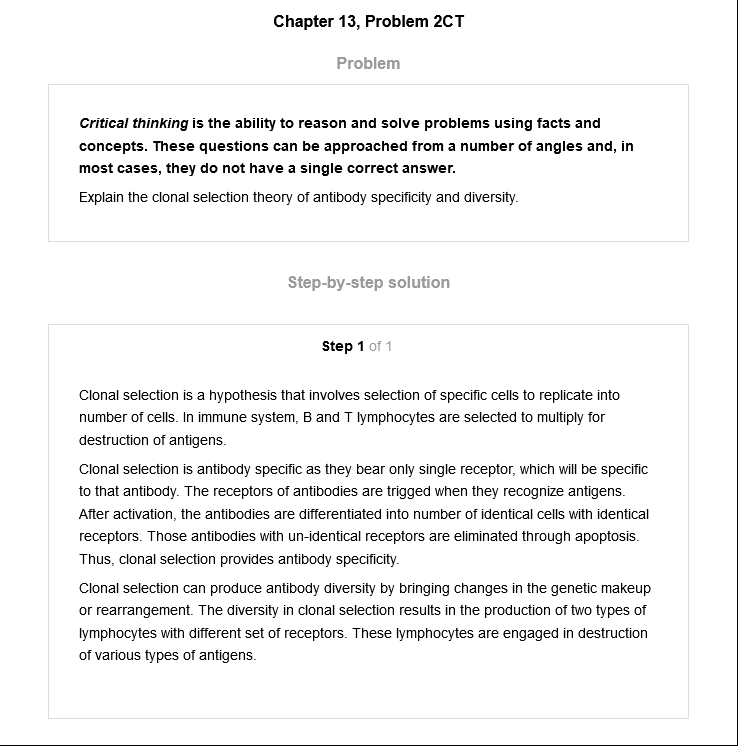 Chapter 13, Problem 2CT
Problem
Critical thinking is the ability to reason and solve problems using facts and
concepts. These questions can be approached from a number of angles and, in
most cases, they do not have a single correct answer.
Explain the clonal selection theory of antibody specificity and diversity.
Step-by-step solution
Step 1 of 1
Clonal selection is a hypothesis that involves selection of specific cells to replicate into
number of cells. In immune system, B and T lymphocytes are selected to multiply for
destruction of antigens.
Clonal selection is antibody specific as they bear only single receptor, which will be specific
to that antibody. The receptors of antibodies are trigged when they recognize antigens.
After activation, the antibodies are differentiated into number of identical cells with identical
receptors. Those antibodies with un-identical receptors are eliminated through apoptosis.
Thus, clonal selection provides antibody specificity.
Clonal selection can produce antibody diversity by bringing changes in the genetic makeup
or rearrangement. The diversity in clonal selection results in the production of two types of
lymphocytes with different set of receptors. These lymphocytes are engaged in destruction
of various types of antigens.